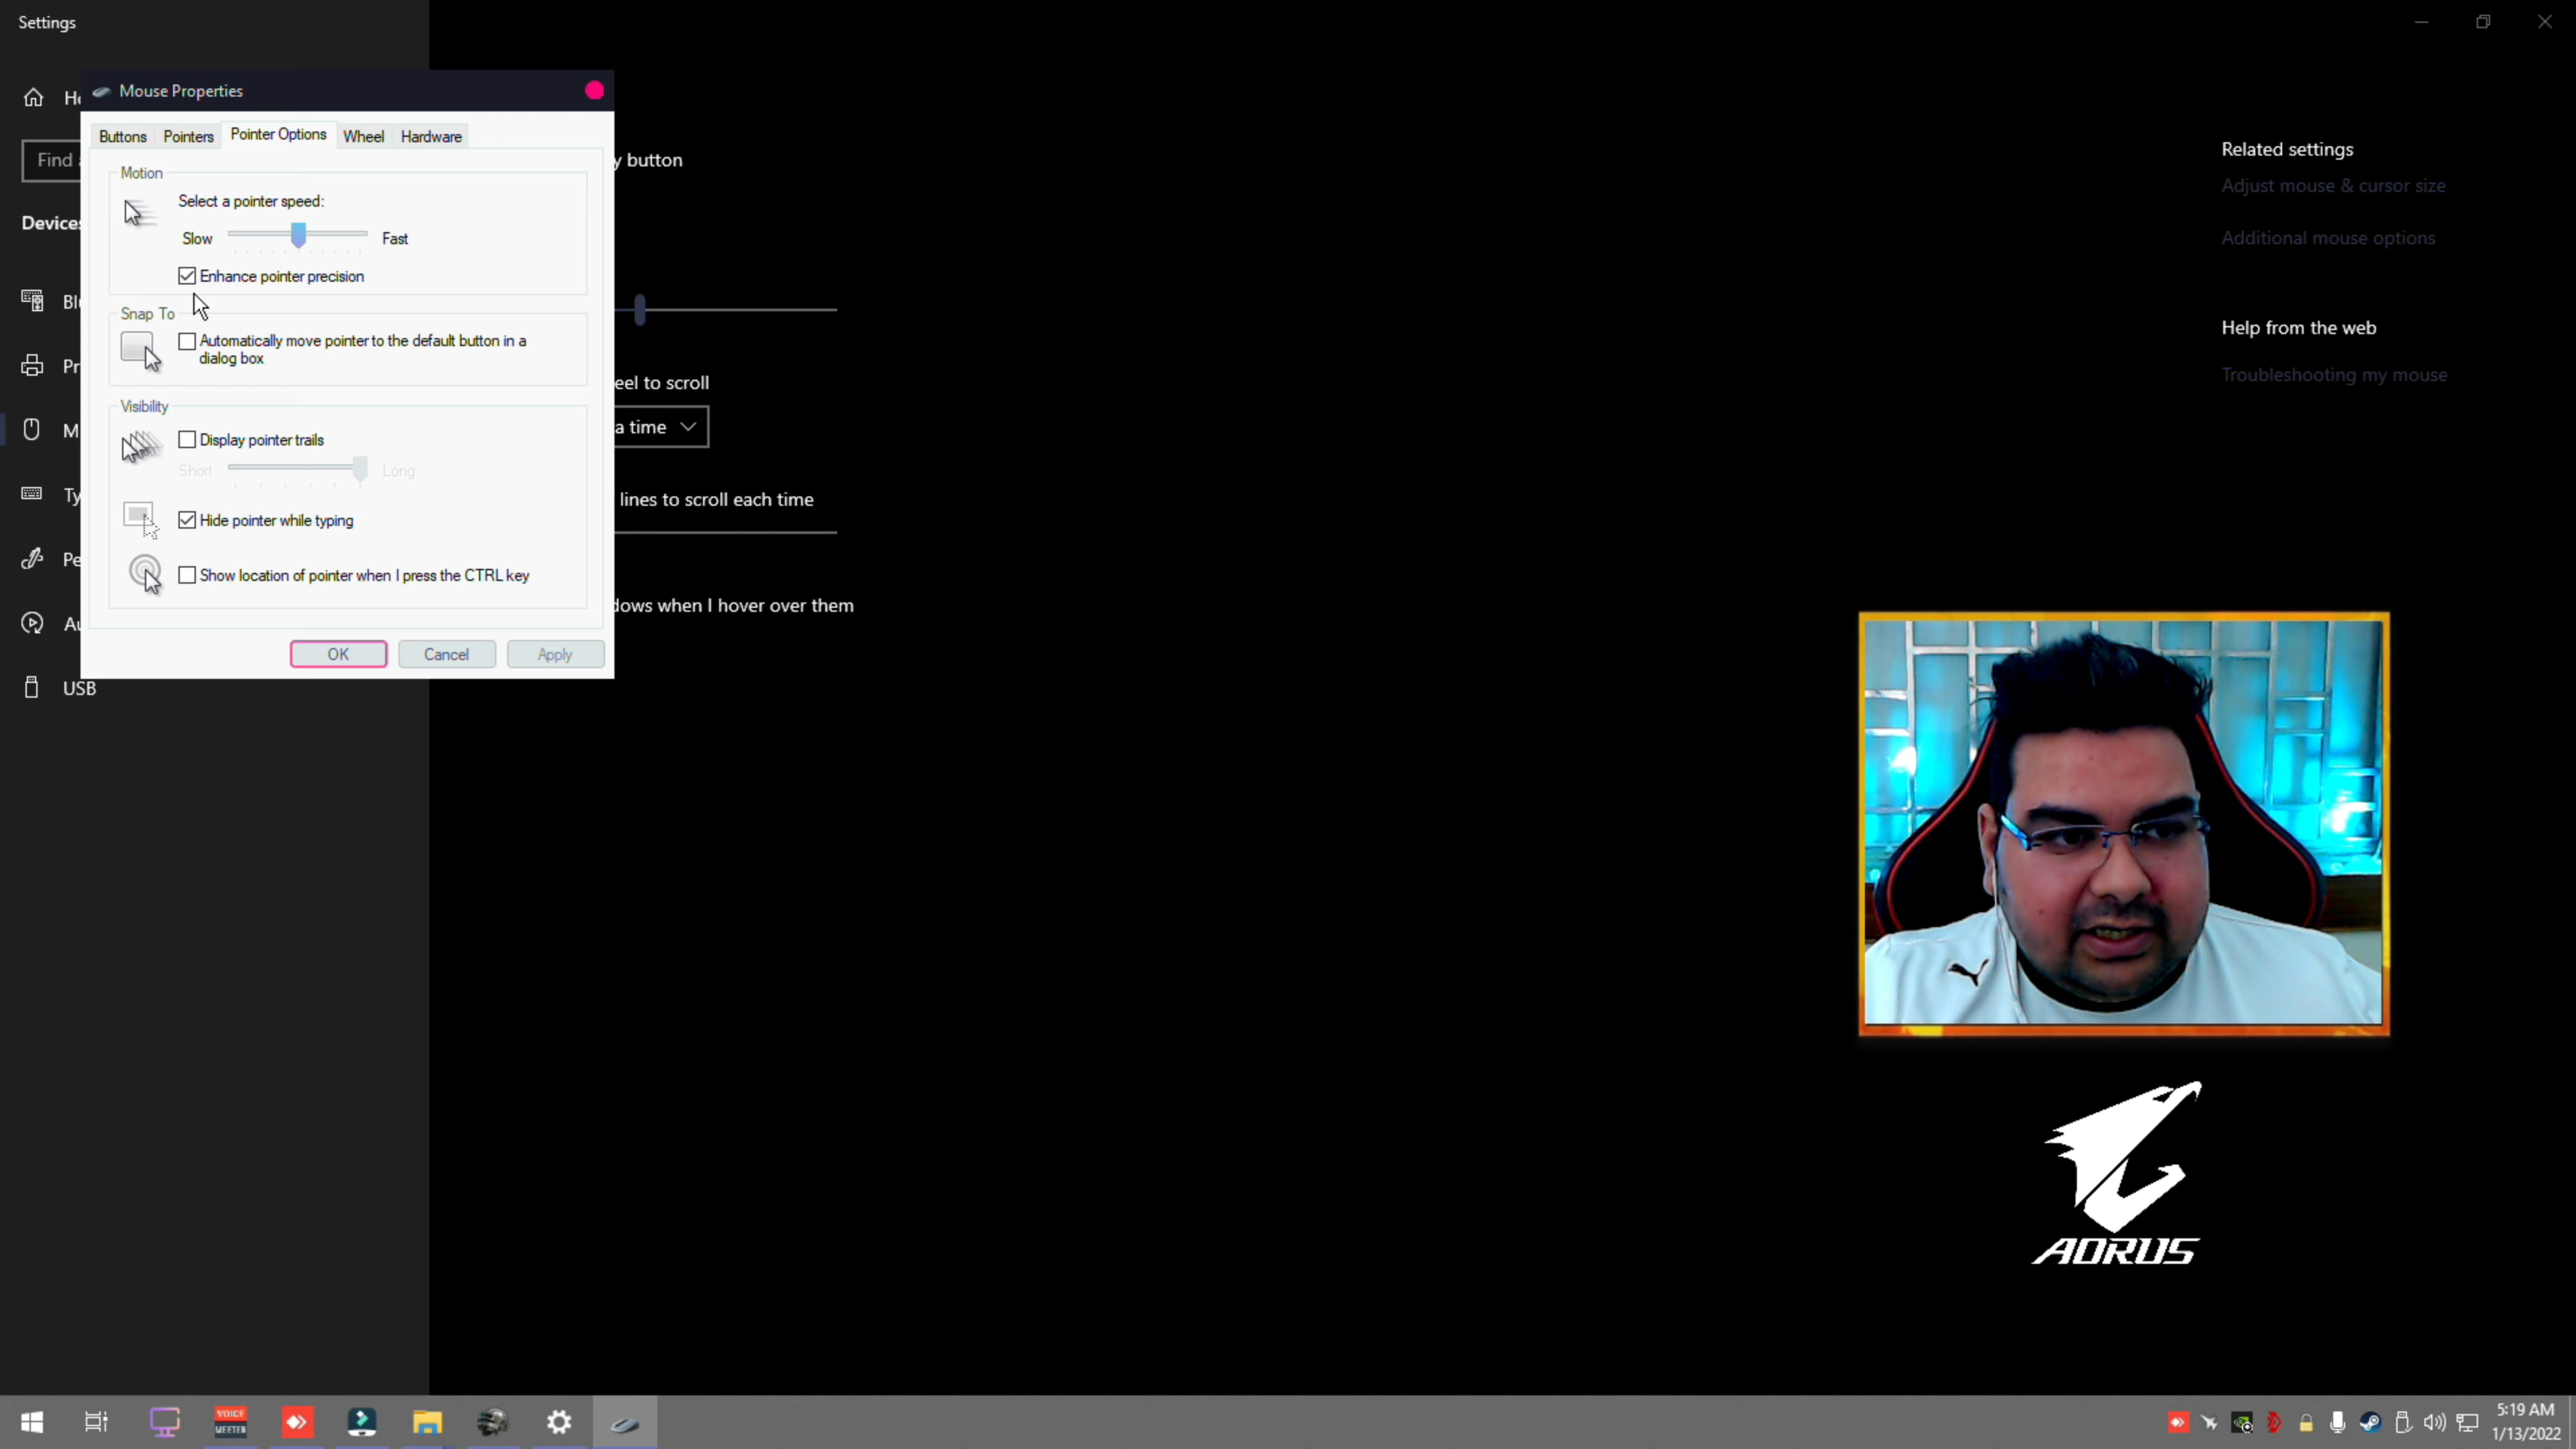 Settings
Mouse Properties
Buttons
Pointers
Pointer Options
Wheel
Hardware
Motion
Select a pointer speed:
Slow
Fast
Enhance pointer precision
Snap To
Automatically move pointer to the default button in a
dialog box
Visibility
Display pointer trails
Short
Long
Hide pointer while typing
Show location of pointer when I press the CTRL key
OK
Cancel
Apply
Find
Devices
USB
y button
eel to scroll
a time
lines to scroll each time
dows when I hover over them
Related settings
Adjust mouse & cursor size
Additional mouse options
Help from the web
Troubleshooting my mouse
AORUS
VOICE
MEETER
5:19 AM
1/13/2022